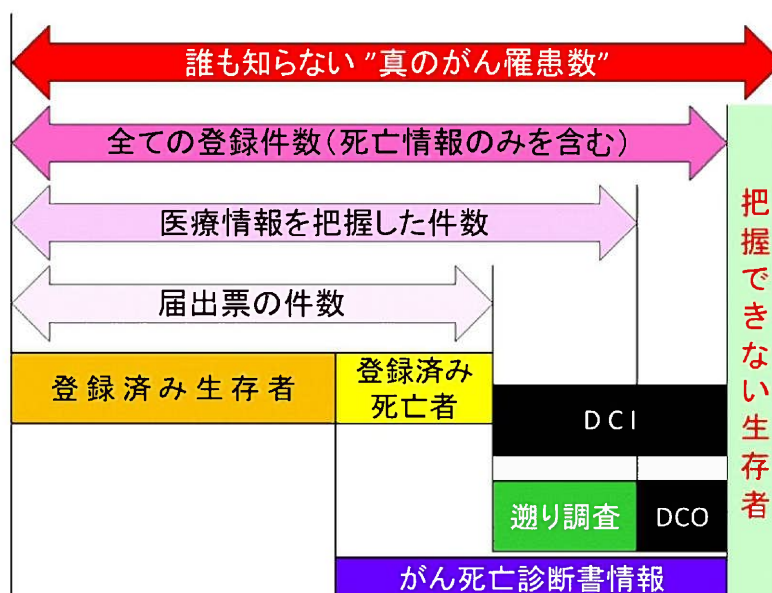 誰も知らない”真のがん罹患数”
全ての登録件数(死亡情報のみを含む)
医療情報を把握した件数
届出票の件数
登録済み生存者
登録済み
死亡者
DCI
遡り調査
DCO
がん死亡診断書情報
把握できない生存者